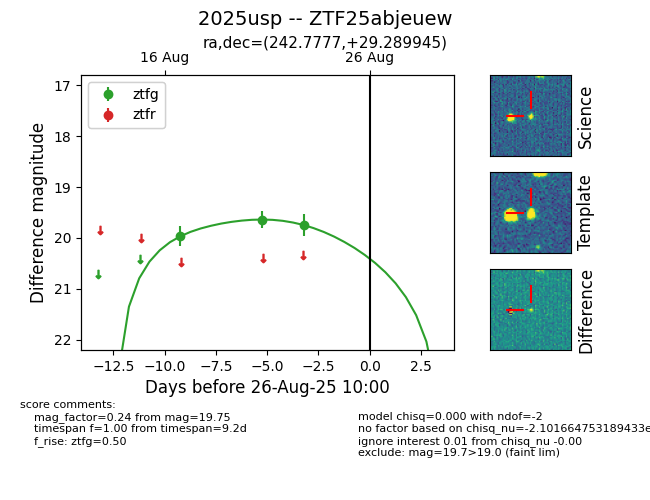 2025usp -- ZTF25abjeuew
ra,dec=(242.7777,+29.289945)
16 Aug
26 Aug
ztfg
ztfr
17
18
19
20
21
22
Difference magnitude
−12.5
−10.0
−7.5
−5.0
−2.5
0.0
2.5
Days before 26-Aug-25 10:00
Science
Template
Difference
score comments:
mag_factor=0.24 from mag=19.75
timespan f=1.00 from timespan=9.2d
f_rise: ztfg=0.50
model chisq=0.000 with ndof=-2
no factor based on chisq_nu=-2.101664753189433e
ignore interest 0.01 from chisq_nu -0.00
exclude: mag=19.7>19.0 (faint lim)